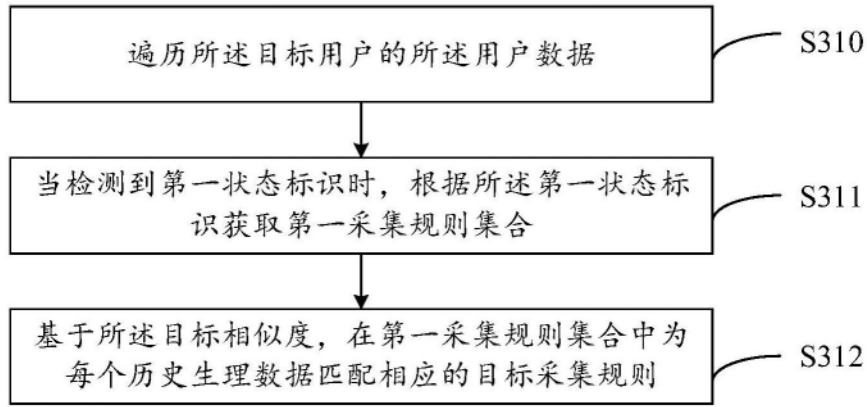 遍历所述目标用户的所述用户数据
S310
当检测到第一状态标识时，根据所述第一状态标
识获取第一采集规则集合
S311
基于所述目标相似度，在第一采集规则集合中为
每个历史生理数据匹配相应的目标采集规则
S312